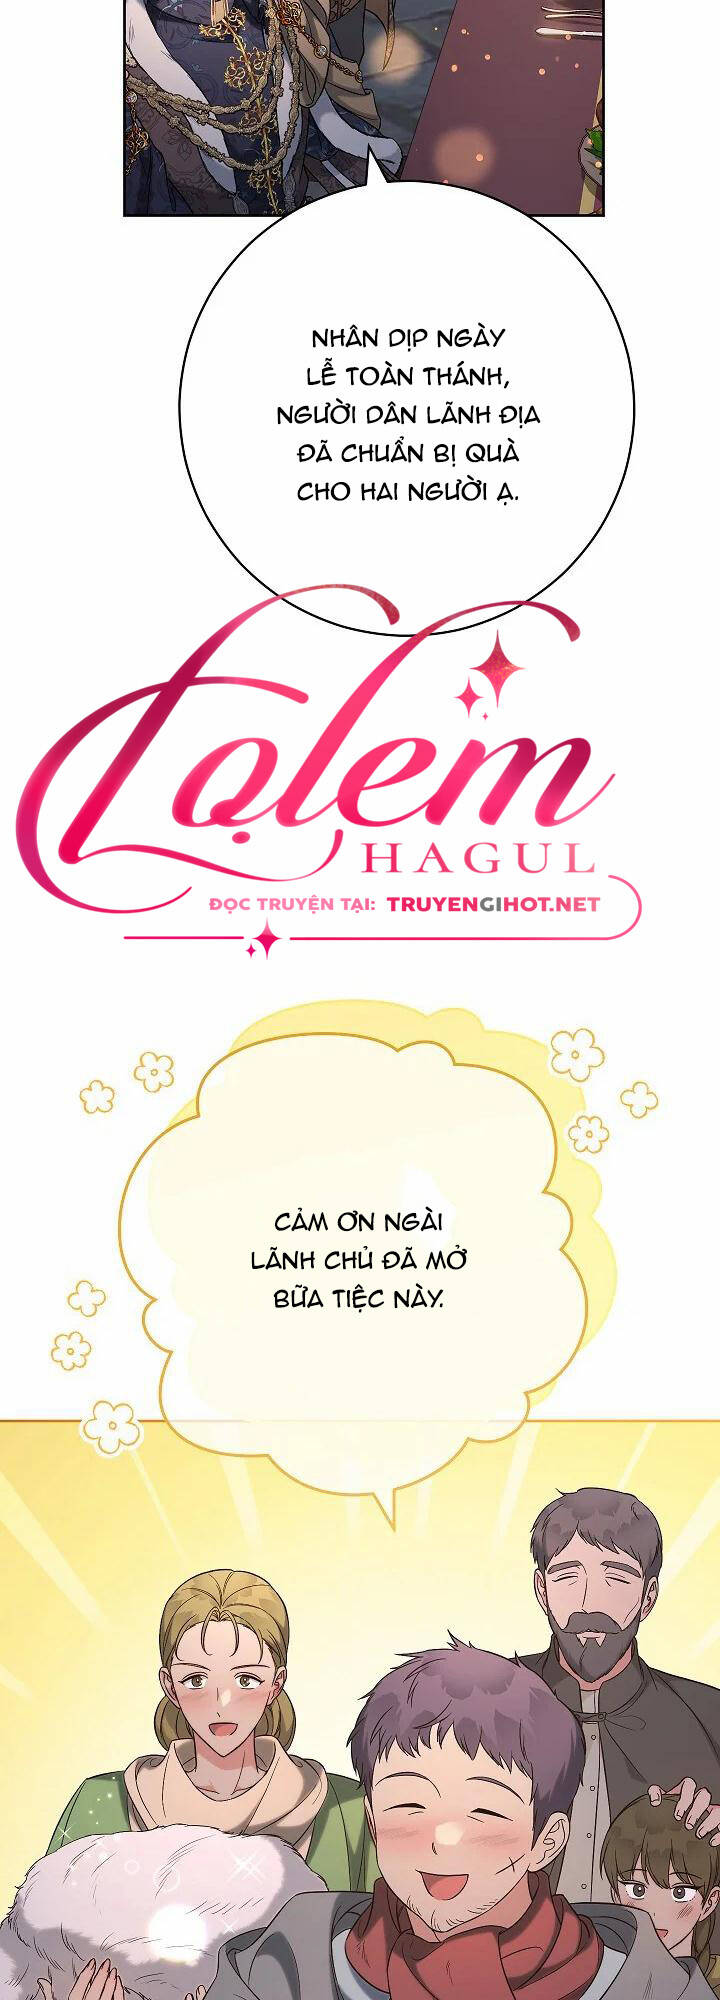 NHÂN DỊP NGÀY
LỄ TOÀN THÁNH,
NGƯỜI DÂN LÃNH ĐỊA
ĐÃ CHUẨN BỊ QUÀ
CHO HAI NGƯỜI Ạ.
Lọlem
HAGUL
ĐỌC TRUYỆN TẠI: TRUYENGIHOT.NET
CẢM ƠN NGÀI
LÃNH CHỦ ĐÃ MỞ
BỮA TIỆC NÀY.